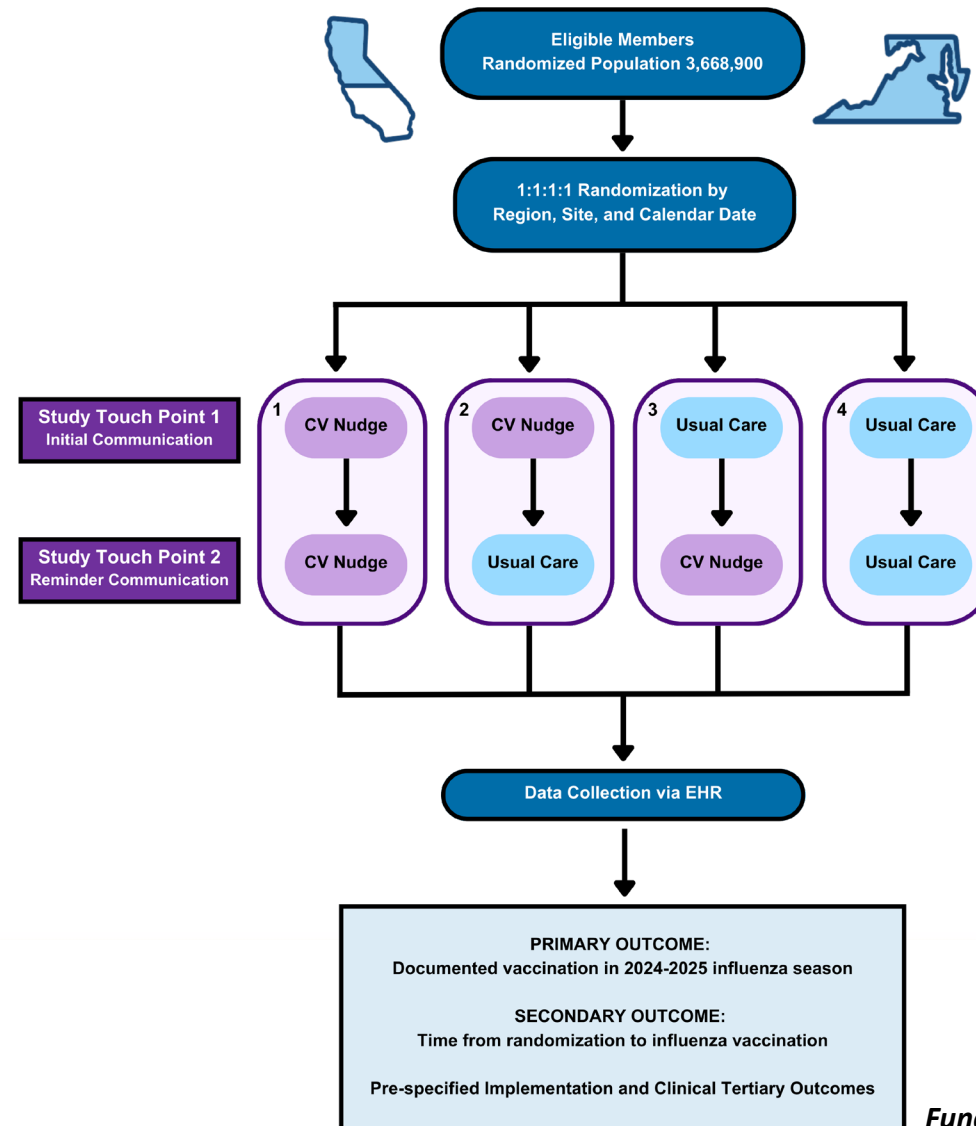 Eligible Members
Randomized Population 3,668,900
1:1:1:1 Randomization by
Region, Site, and Calendar Date
Study Touch Point 1
Initial Communication
1
CV Nudge
2
CV Nudge
3
Usual Care
4
Usual Care
Study Touch Point 2
Reminder Communication
CV Nudge
Usual Care
CV Nudge
Usual Care
Data Collection via EHR
PRIMARY OUTCOME:
Documented vaccination in 2024-2025 influenza season
SECONDARY OUTCOME:
Time from randomization to influenza vaccination
Pre-specified Implementation and Clinical Tertiary Outcomes